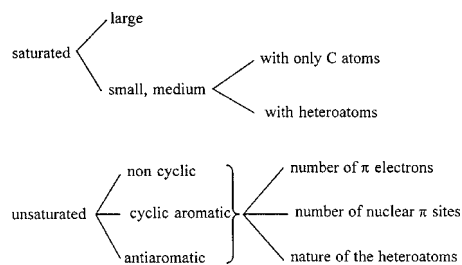 large
saturated
with only C atoms
small, medium
with heteroatoms
non cyclic
number of π electrons
unsaturated
cyclic aromatic
number of nuclear π sites
antiaromatic
nature of the heteroatoms